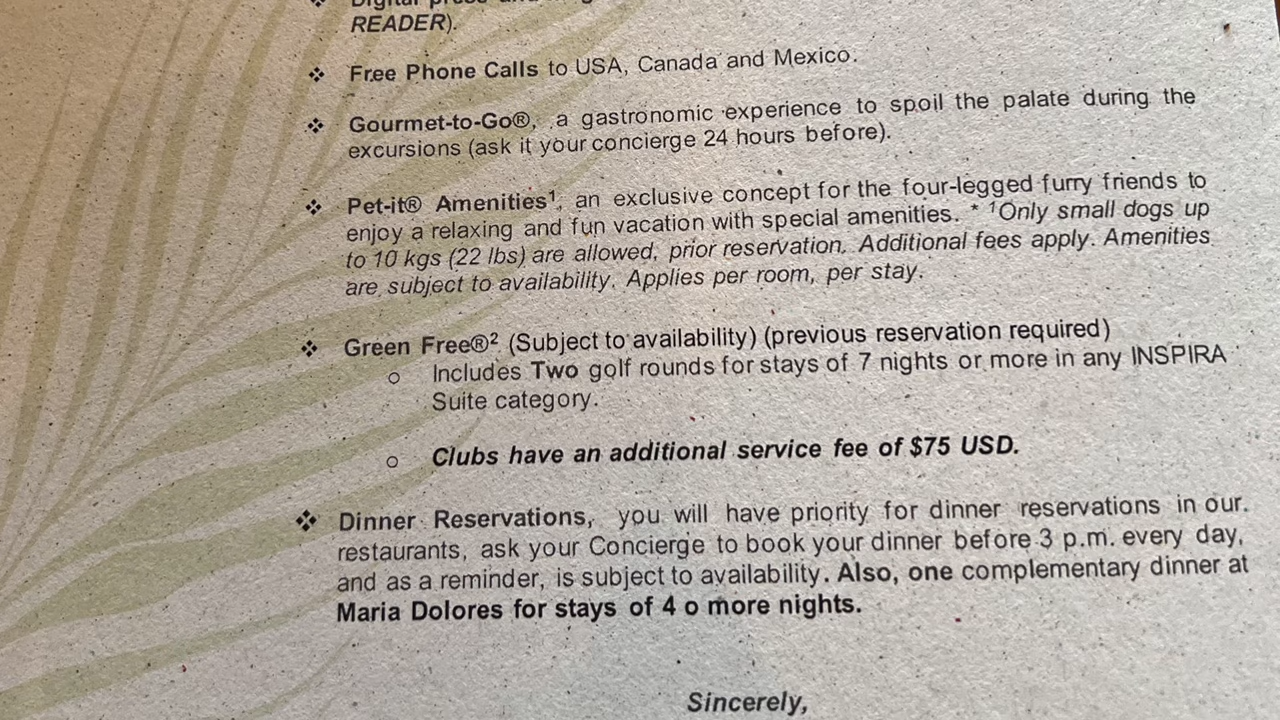 Digital
READER).
❖ Free Phone Calls to USA, Canada and Mexico.
❖ Gourmet-to-Go®, a gastronomic experience to spoil the palate during the
excursions (ask it your concierge 24 hours before).
❖ Pet-it® Amenities¹, an exclusive concept for the four-legged furry friends to
enjoy a relaxing and fun vacation with special amenities. * ¹Only small dogs up
to 10 kgs (22 lbs) are allowed, prior reservation. Additional fees apply. Amenities
are subject to availability. Applies per room, per stay.
❖ Green Free®² (Subject to availability) (previous reservation required)
o Includes Two golf rounds for stays of 7 nights or more in any INSPIRA
Suite category.
o Clubs have an additional service fee of $75 USD.
❖ Dinner Reservations, you will have priority for dinner reservations in our
restaurants, ask your Concierge to book your dinner before 3 p.m. every day,
and as a reminder, is subject to availability. Also, one complementary dinner at
Maria Dolores for stays of 4 o more nights.
Sincerely,